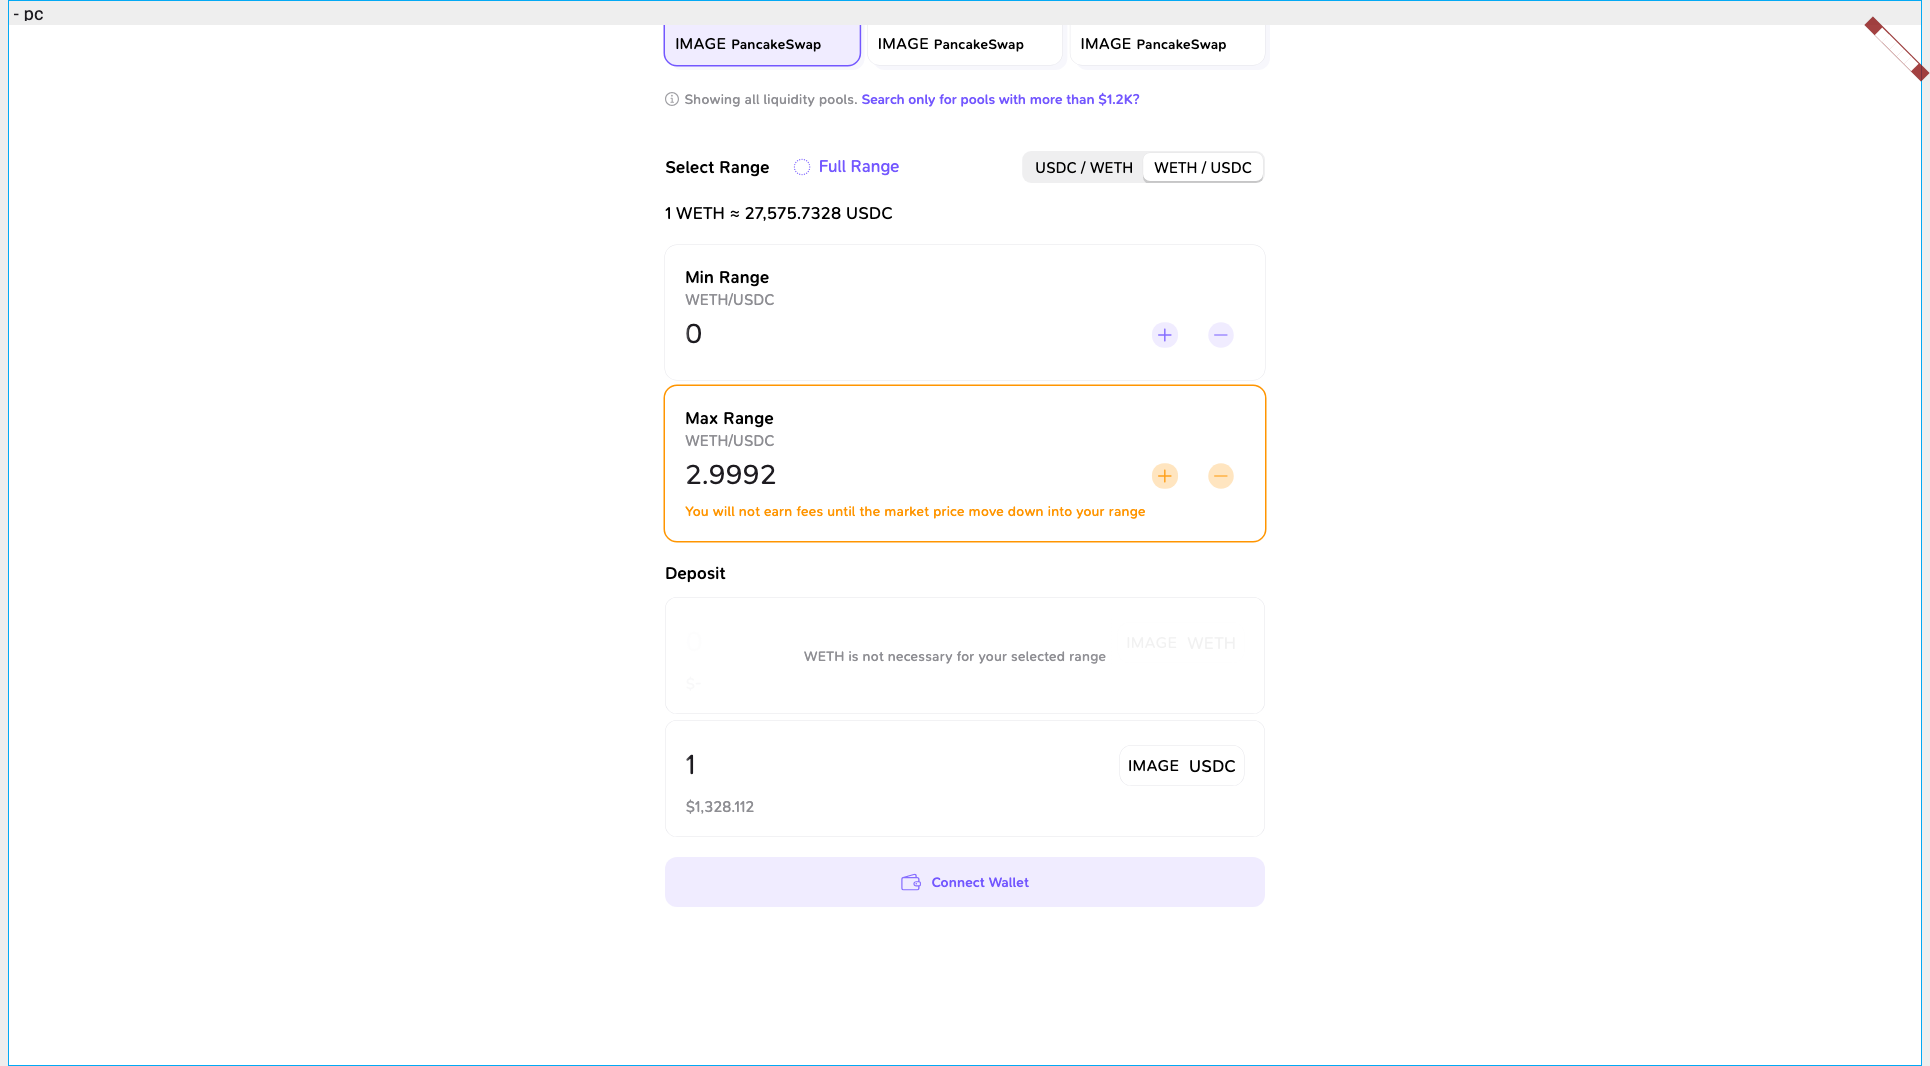 - pc
IMAGE PancakeSwap IMAGE PancakeSwap IMAGE PancakeSwap
Showing all liquidity pools. Search only for pools with more than $1.2K?
Select Range Full Range USDC / WETH WETH / USDC
1 WETH ≈ 27,575.7328 USDC
Min Range
WETH/USDC
0
Max Range
WETH/USDC
2.9992
You will not earn fees until the market price move down into your range
Deposit
IMAGE WETH
WETH is not necessary for your selected range
1 IMAGE USDC
$1,328.112
Connect Wallet